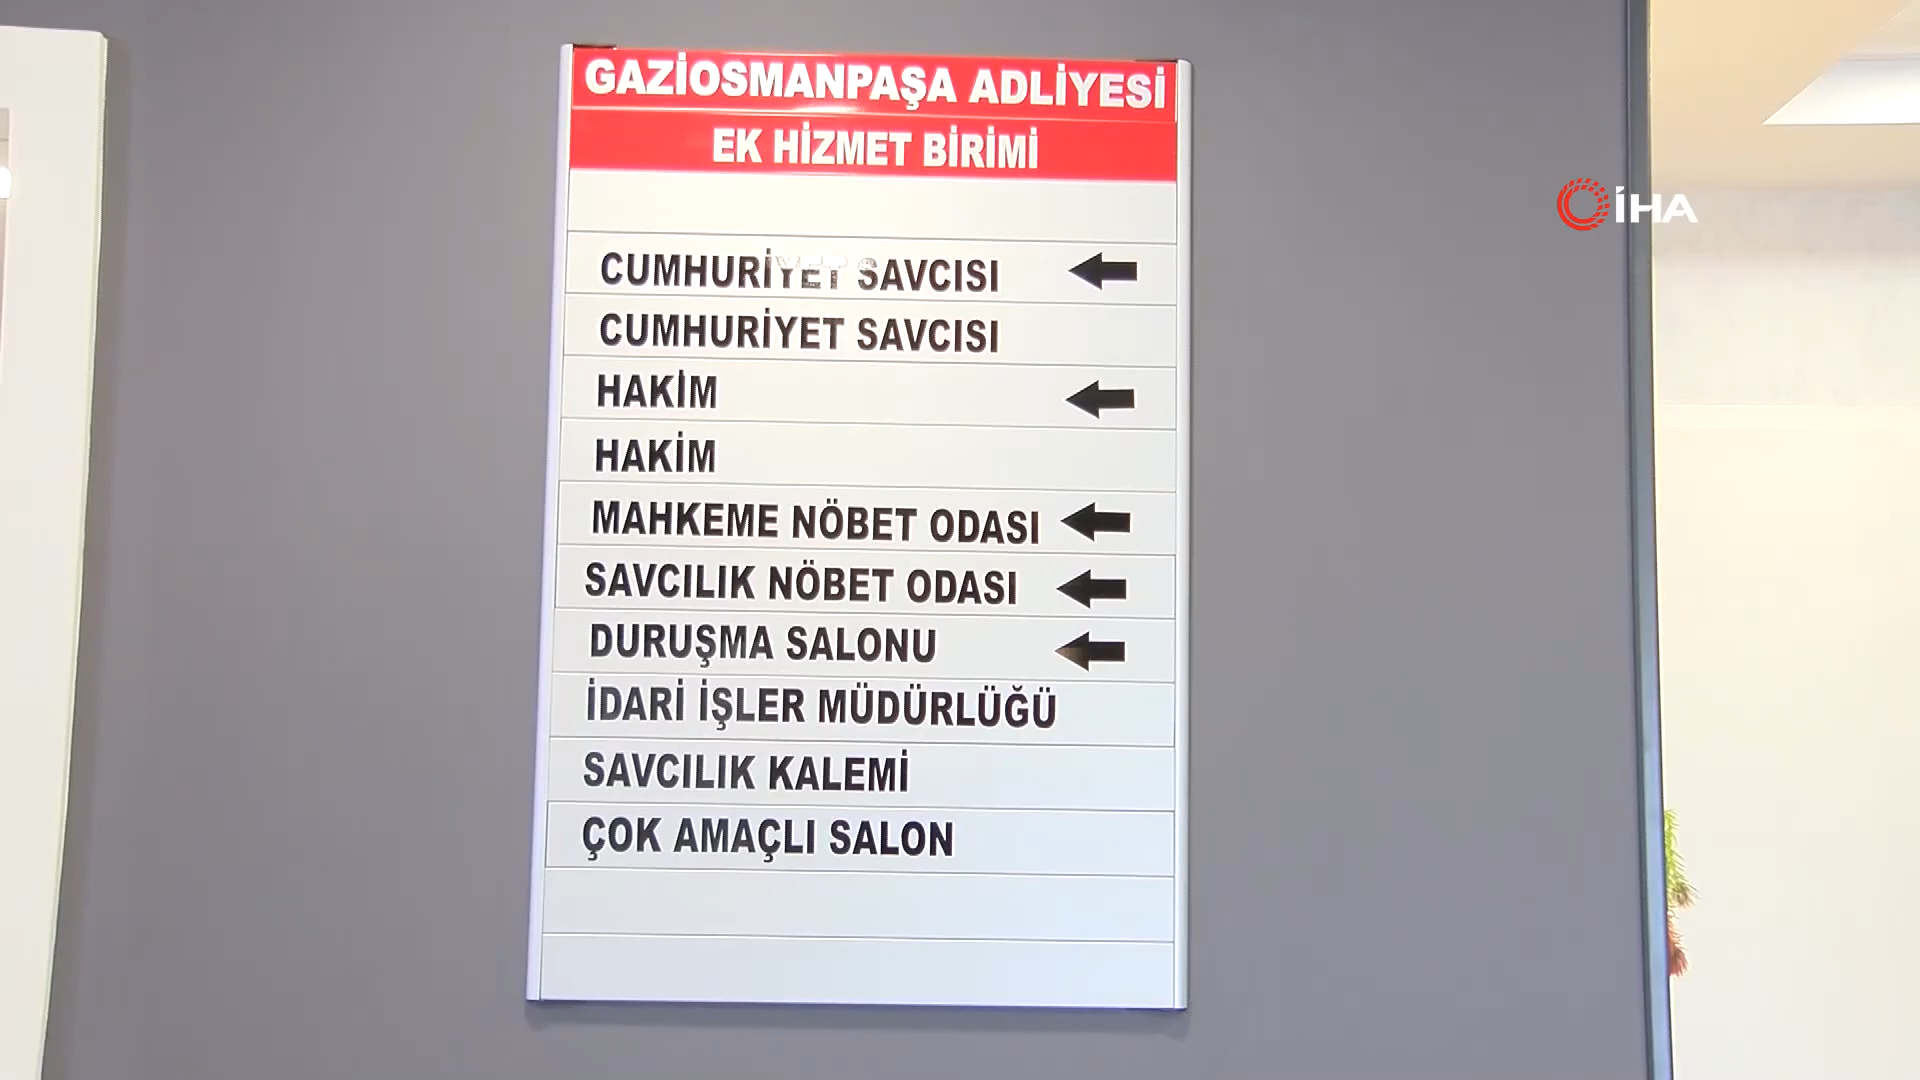 GAZİOSMANPAŞA ADLİYESİ
EK HİZMET BİRİMİ
İHA
CUMHURİYET SAVCISI
CUMHURİYET SAVCISI
HAKİM
HAKİM
MAHKEME NÖBET ODASI
SAVCILIK NÖBET ODASI
DURUŞMA SALONU
İDARİ İŞLER MÜDÜRLÜĞÜ
SAVCILIK KALEMİ
ÇOK AMAÇLI SALON